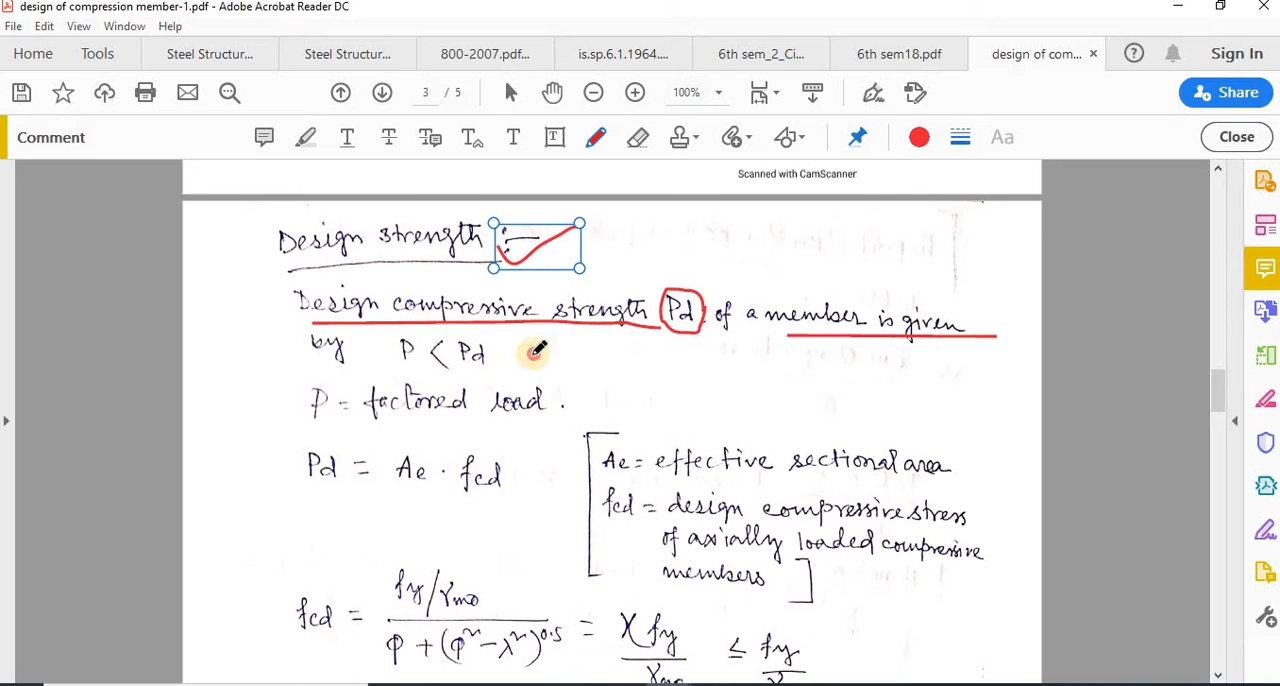 design of compression member-1.pdf - Adobe Acrobat Reader DC
File Edit View Window Help
Home Tools Steel Structur... Steel Structur... 800-2007.pdf... is.sp.6.1.1964.... 6th sem_2_Ci... 6th sem18.pdf design of com... × Sign In
3 / 5 100% Share
Comment Aa Close
Scanned with CamScanner
Design strength :-
Design compressive strength Pd of a member is given
by P < Pd
P = factored load.
Pd = Ae · fcd
[Ae = effective sectional area
fcd = design compressive stress
of axially loaded compressive
members]
fcd = fy/γmo / φ + (φ² - λ²)^0.5 = χ fy / γmo ≤ fy